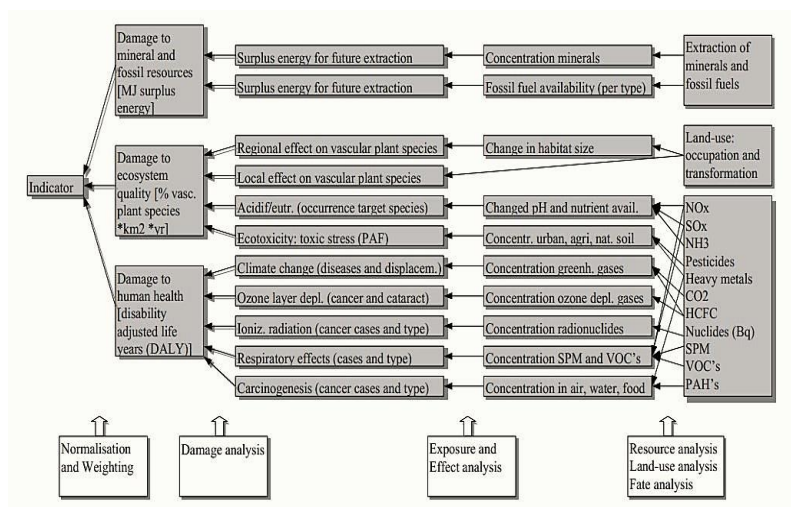 Damage to
mineral and
fossil resources
[MJ surplus
energy]
Surplus energy for future extraction
Concentration minerals
Extraction of
minerals and
fossil fuels
Surplus energy for future extraction
Fossil fuel availability (per type)
Indicator
Damage to
ecosystem
quality [% vasc.
plant species
*km2 *yr]
Regional effect on vascular plant species
Change in habitat size
Land-use:
occupation and
transformation
Local effect on vascular plant species
Acidif/eutr. (occurrence target species)
Changed pH and nutrient avail.
Ecotoxicity: toxic stress (PAF)
Concentr. urban, agri, nat. soil
Damage to
human health
[disability
adjusted life
years (DALY)]
Climate change (diseases and displacem.)
Concentration greenh. gases
Ozone layer depl. (cancer and cataract)
Concentration ozone depl. gases
Ioniz. radiation (cancer cases and type)
Concentration radionuclides
Respiratory effects (cases and type)
Concentration SPM and VOC's
Carcinogenesis (cancer cases and type)
Concentration in air, water, food
NOx
SOx
NH3
Pesticides
Heavy metals
CO2
HCFC
Nuclides (Bq)
SPM
VOC's
PAH's
Normalisation
and Weighting
Damage analysis
Exposure and
Effect analysis
Resource analysis
Land-use analysis
Fate analysis